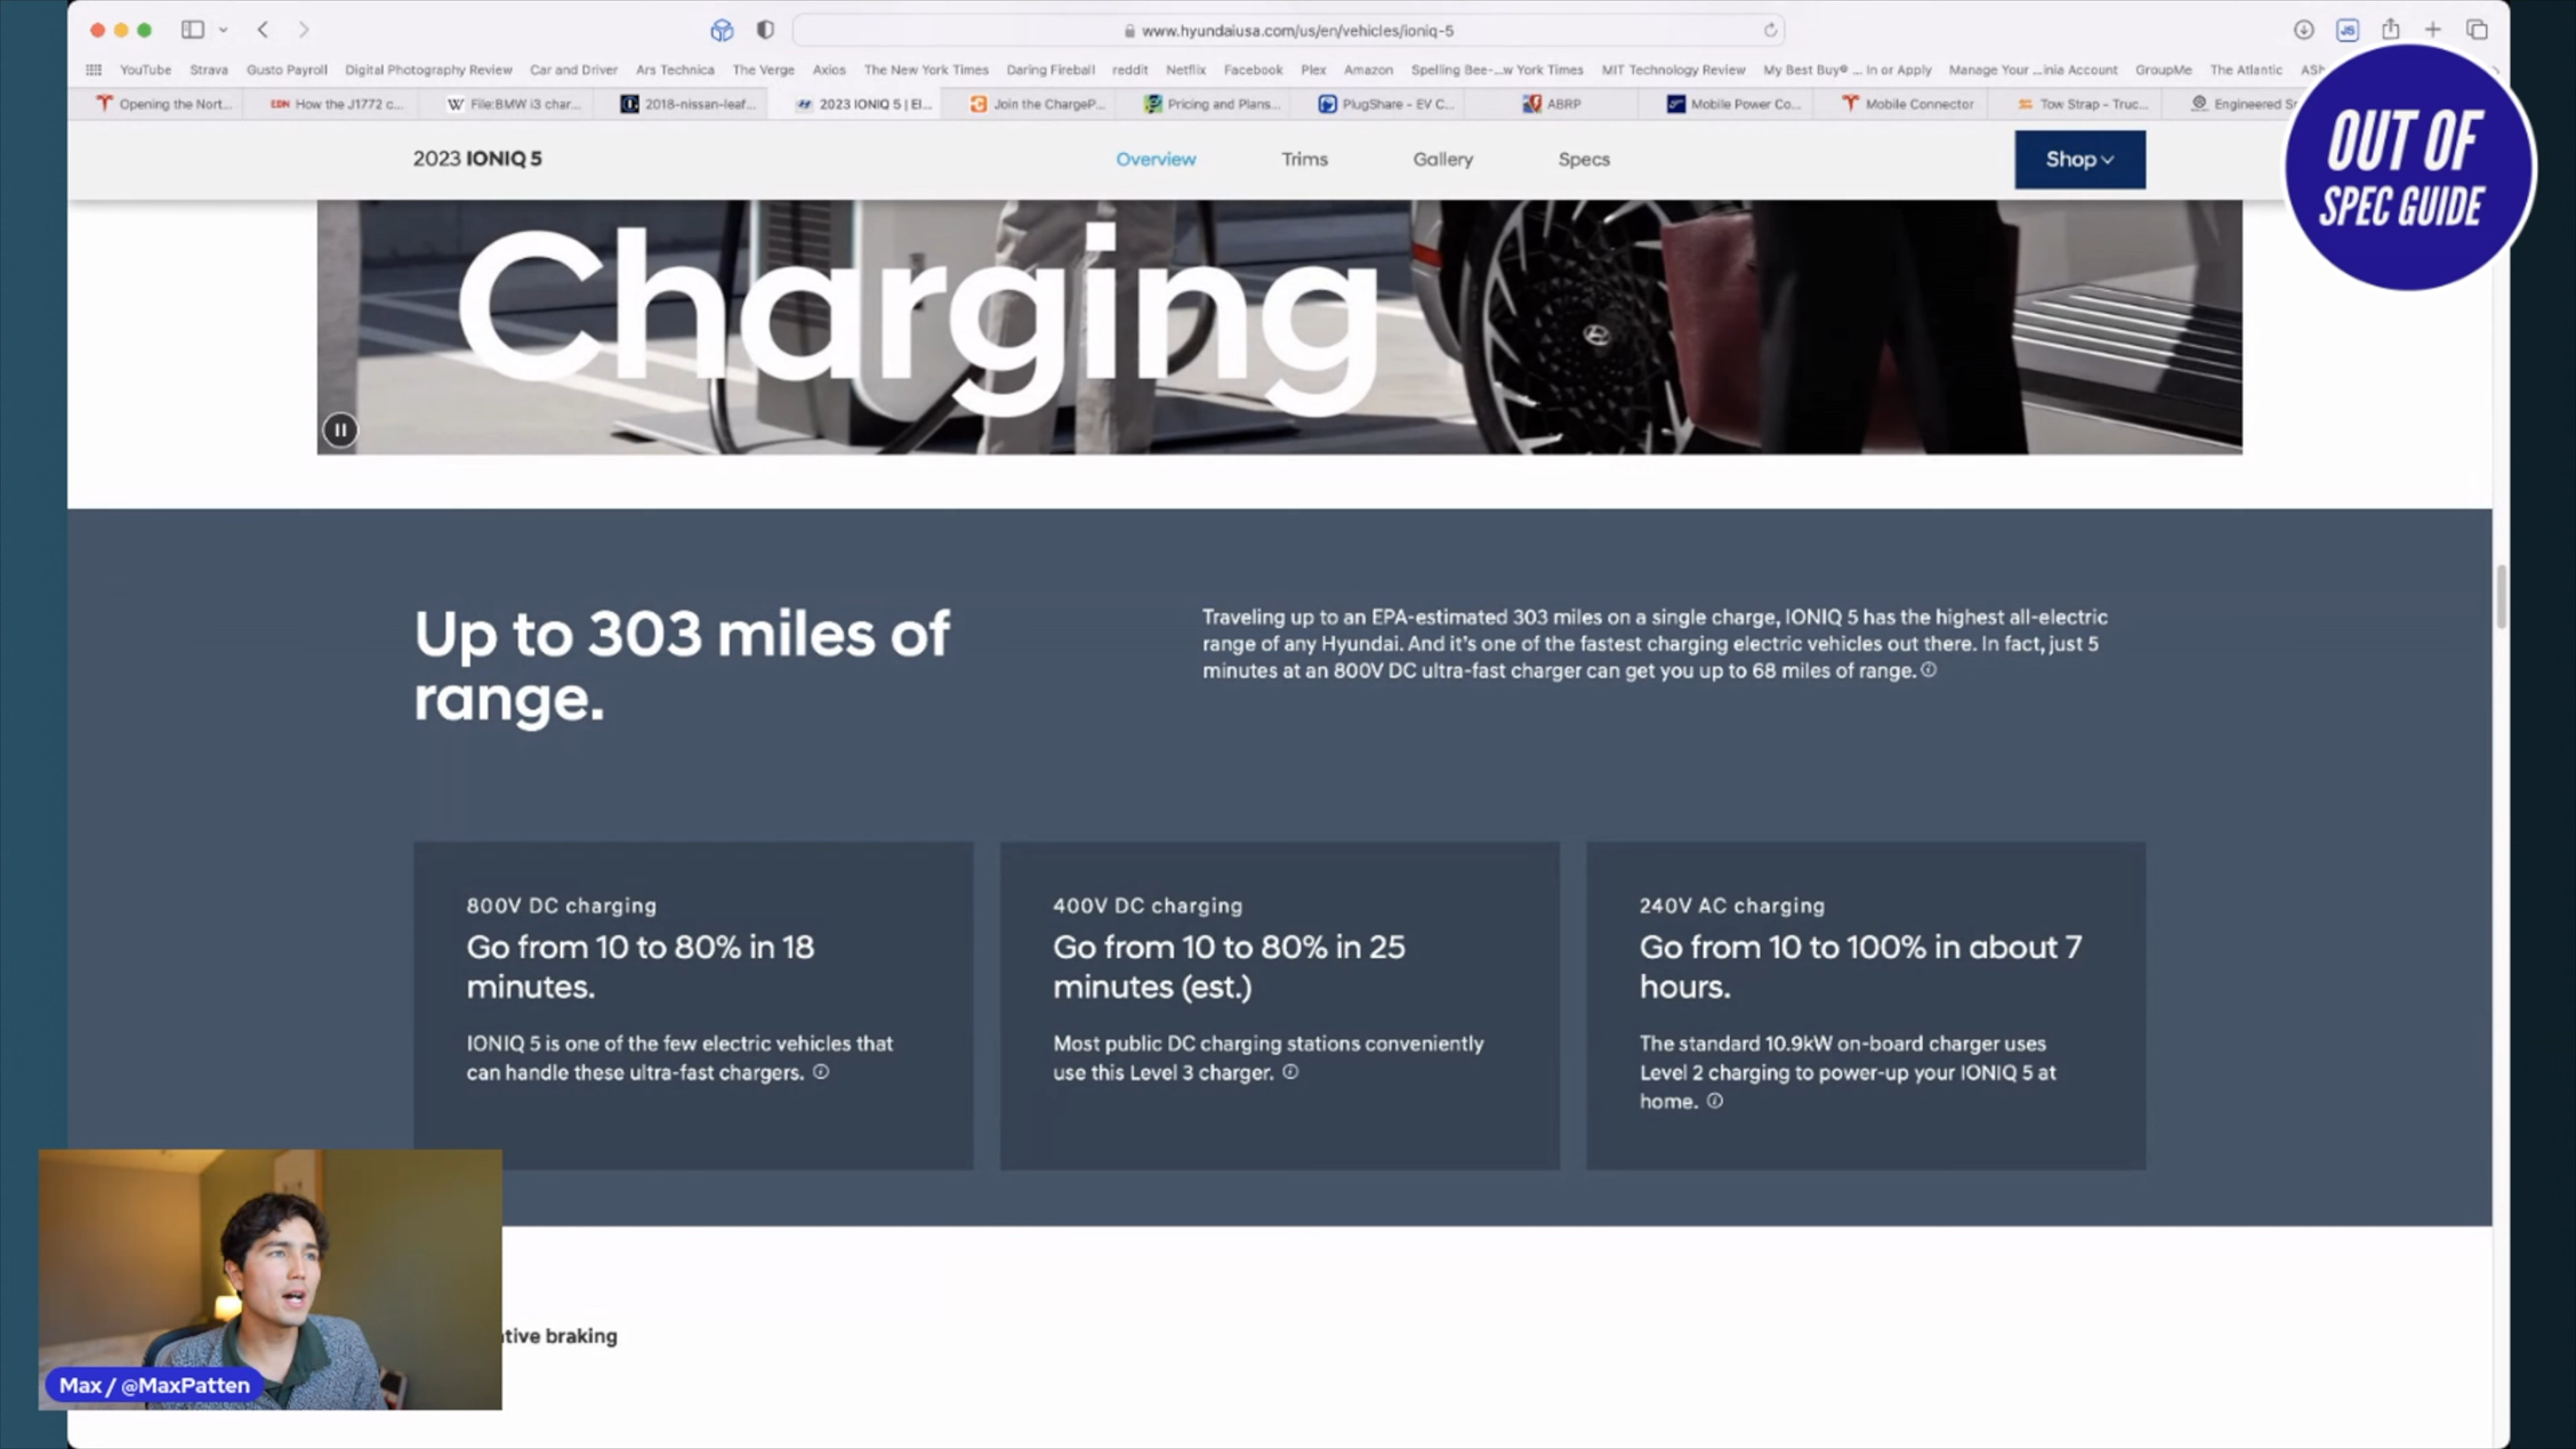 www.hyundaiusa.com/us/en/vehicles/ioniq-5
YouTube Strava Gusto Payroll Digital Photography Review Car and Driver Ars Technica The Verge Axios The New York Times Daring Fireball reddit Netflix Facebook Plex Amazon Spelling Bee-...w York Times MIT Technology Review My Best Buy® ... In or Apply Manage Your ...inia Account GroupMe The Atlantic
Opening the Nort... EDN How the J1772 c... W File:BMW i3 char... 2018-nissan-leaf... 2023 IONIQ 5 | El... Join the ChargeP... Pricing and Plans... PlugShare - EV C... ABRP Mobile Power Co... Mobile Connector Tow Strap - Truc... Engineered
OUT OF
SPEC GUIDE
2023 IONIQ 5 Overview Trims Gallery Specs Shop
Charging
Up to 303 miles of
range.
Traveling up to an EPA-estimated 303 miles on a single charge, IONIQ 5 has the highest all-electric
range of any Hyundai. And it's one of the fastest charging electric vehicles out there. In fact, just 5
minutes at an 800V DC ultra-fast charger can get you up to 68 miles of range.
800V DC charging
Go from 10 to 80% in 18
minutes.
IONIQ 5 is one of the few electric vehicles that
can handle these ultra-fast chargers.
400V DC charging
Go from 10 to 80% in 25
minutes (est.)
Most public DC charging stations conveniently
use this Level 3 charger.
240V AC charging
Go from 10 to 100% in about 7
hours.
The standard 10.9kW on-board charger uses
Level 2 charging to power-up your IONIQ 5 at
home.
tive braking
Max / @MaxPatten